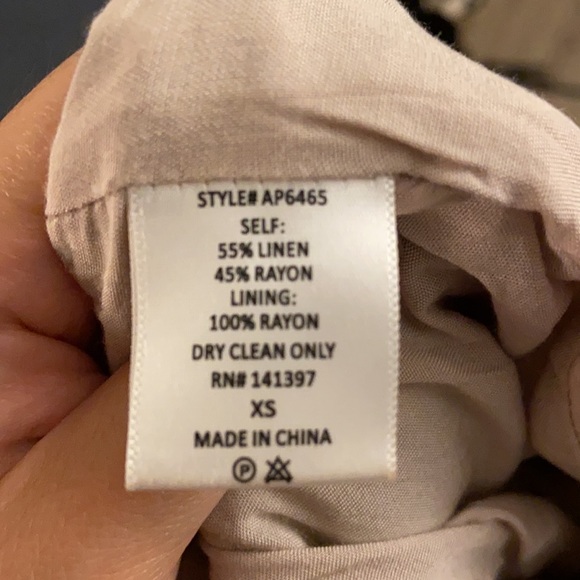 STYLE# AP6465
SELF:
55% LINEN
45% RAYON
LINING:
100% RAYON
DRY CLEAN ONLY
RN# 141397
XS
MADE IN CHINA
P